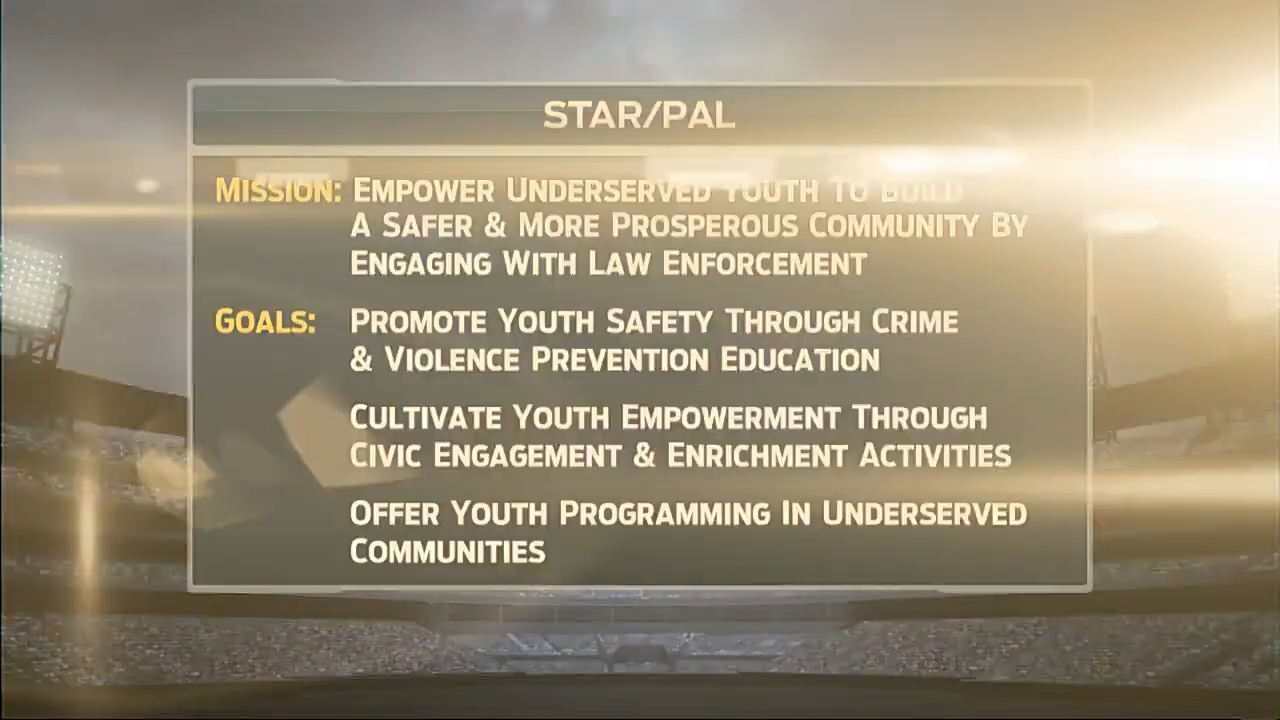 STAR/PAL
MISSION: EMPOWER UNDERSERVED YOUTH TO BUILD
A SAFER & MORE PROSPEROUS COMMUNITY BY
ENGAGING WITH LAW ENFORCEMENT
GOALS: PROMOTE YOUTH SAFETY THROUGH CRIME
& VIOLENCE PREVENTION EDUCATION
CULTIVATE YOUTH EMPOWERMENT THROUGH
CIVIC ENGAGEMENT & ENRICHMENT ACTIVITIES
OFFER YOUTH PROGRAMMING IN UNDERSERVED
COMMUNITIES